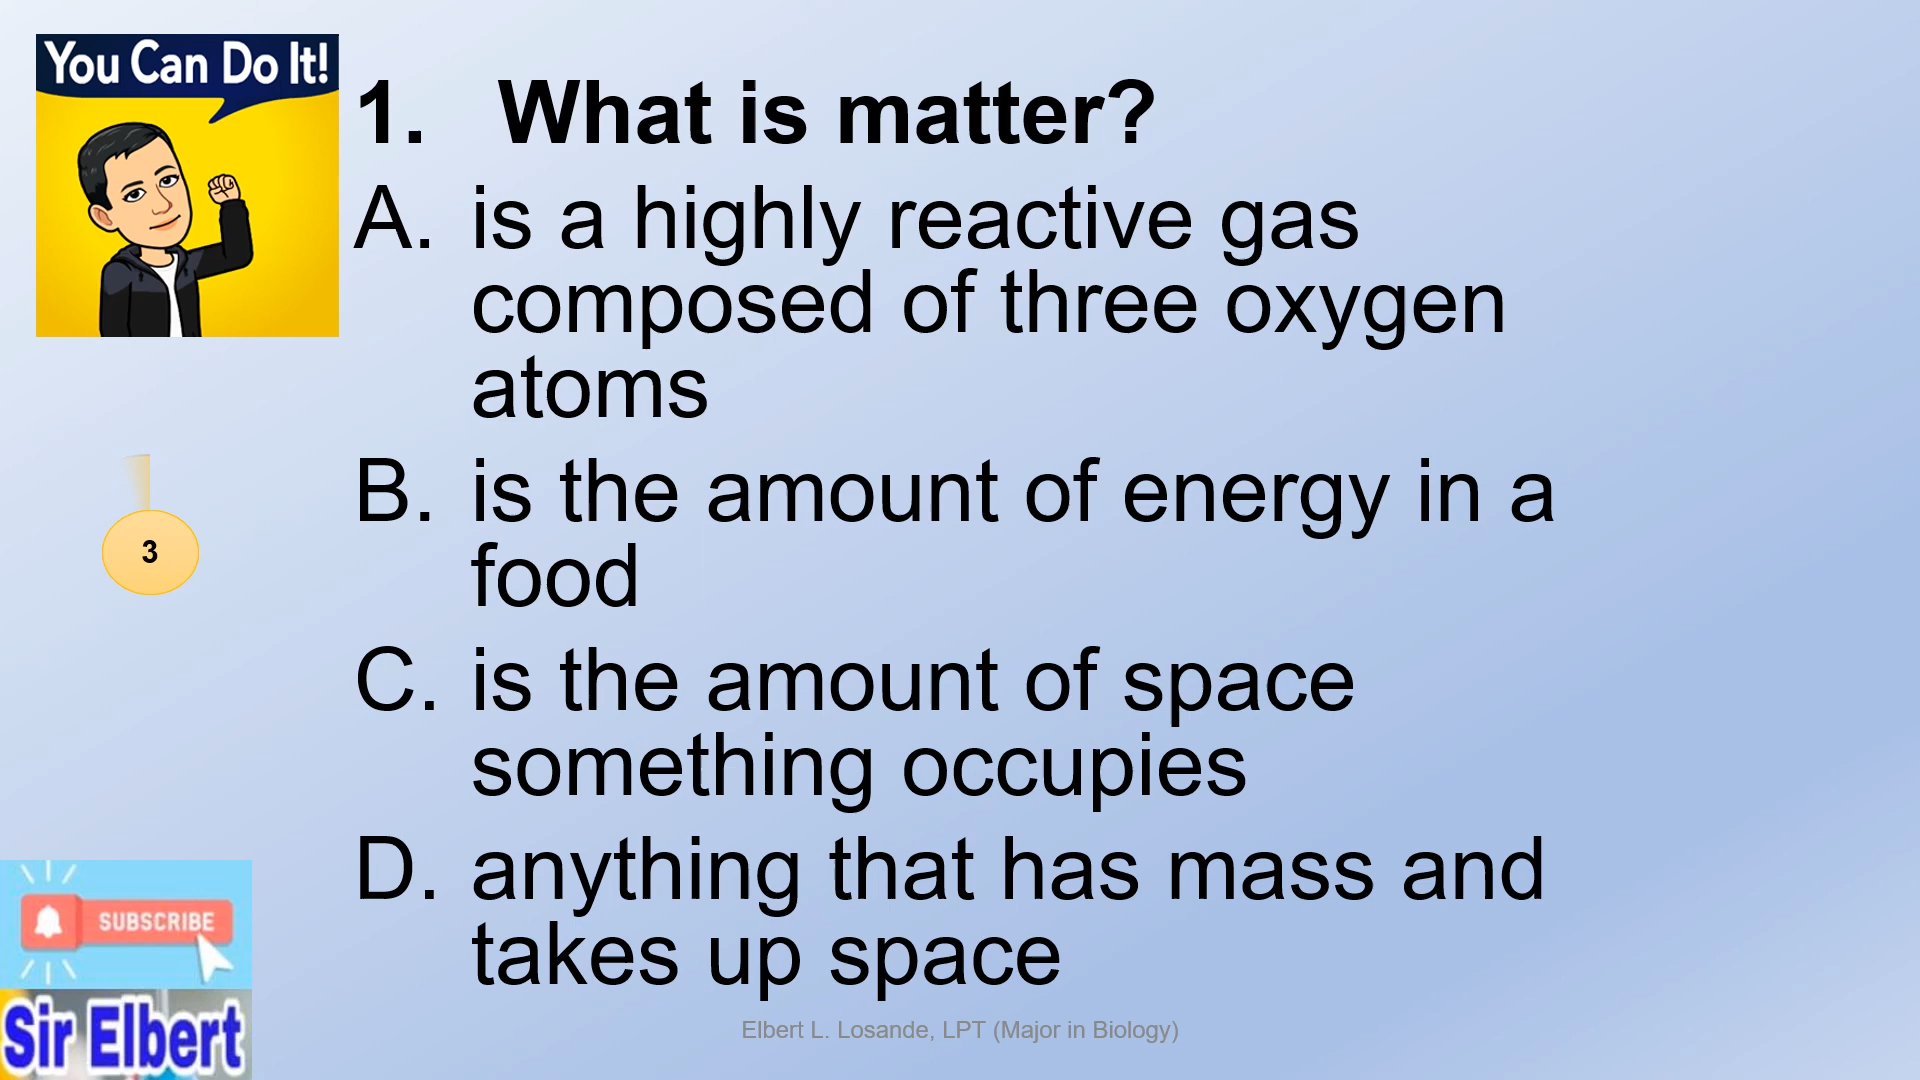 You Can Do It!
1. What is matter?
A. is a highly reactive gas
composed of three oxygen
atoms
B. is the amount of energy in a
food
3
C. is the amount of space
something occupies
D. anything that has mass and
takes up space
SUBSCRIBE
Sir Elbert
Elbert L. Losande, LPT (Major in Biology)